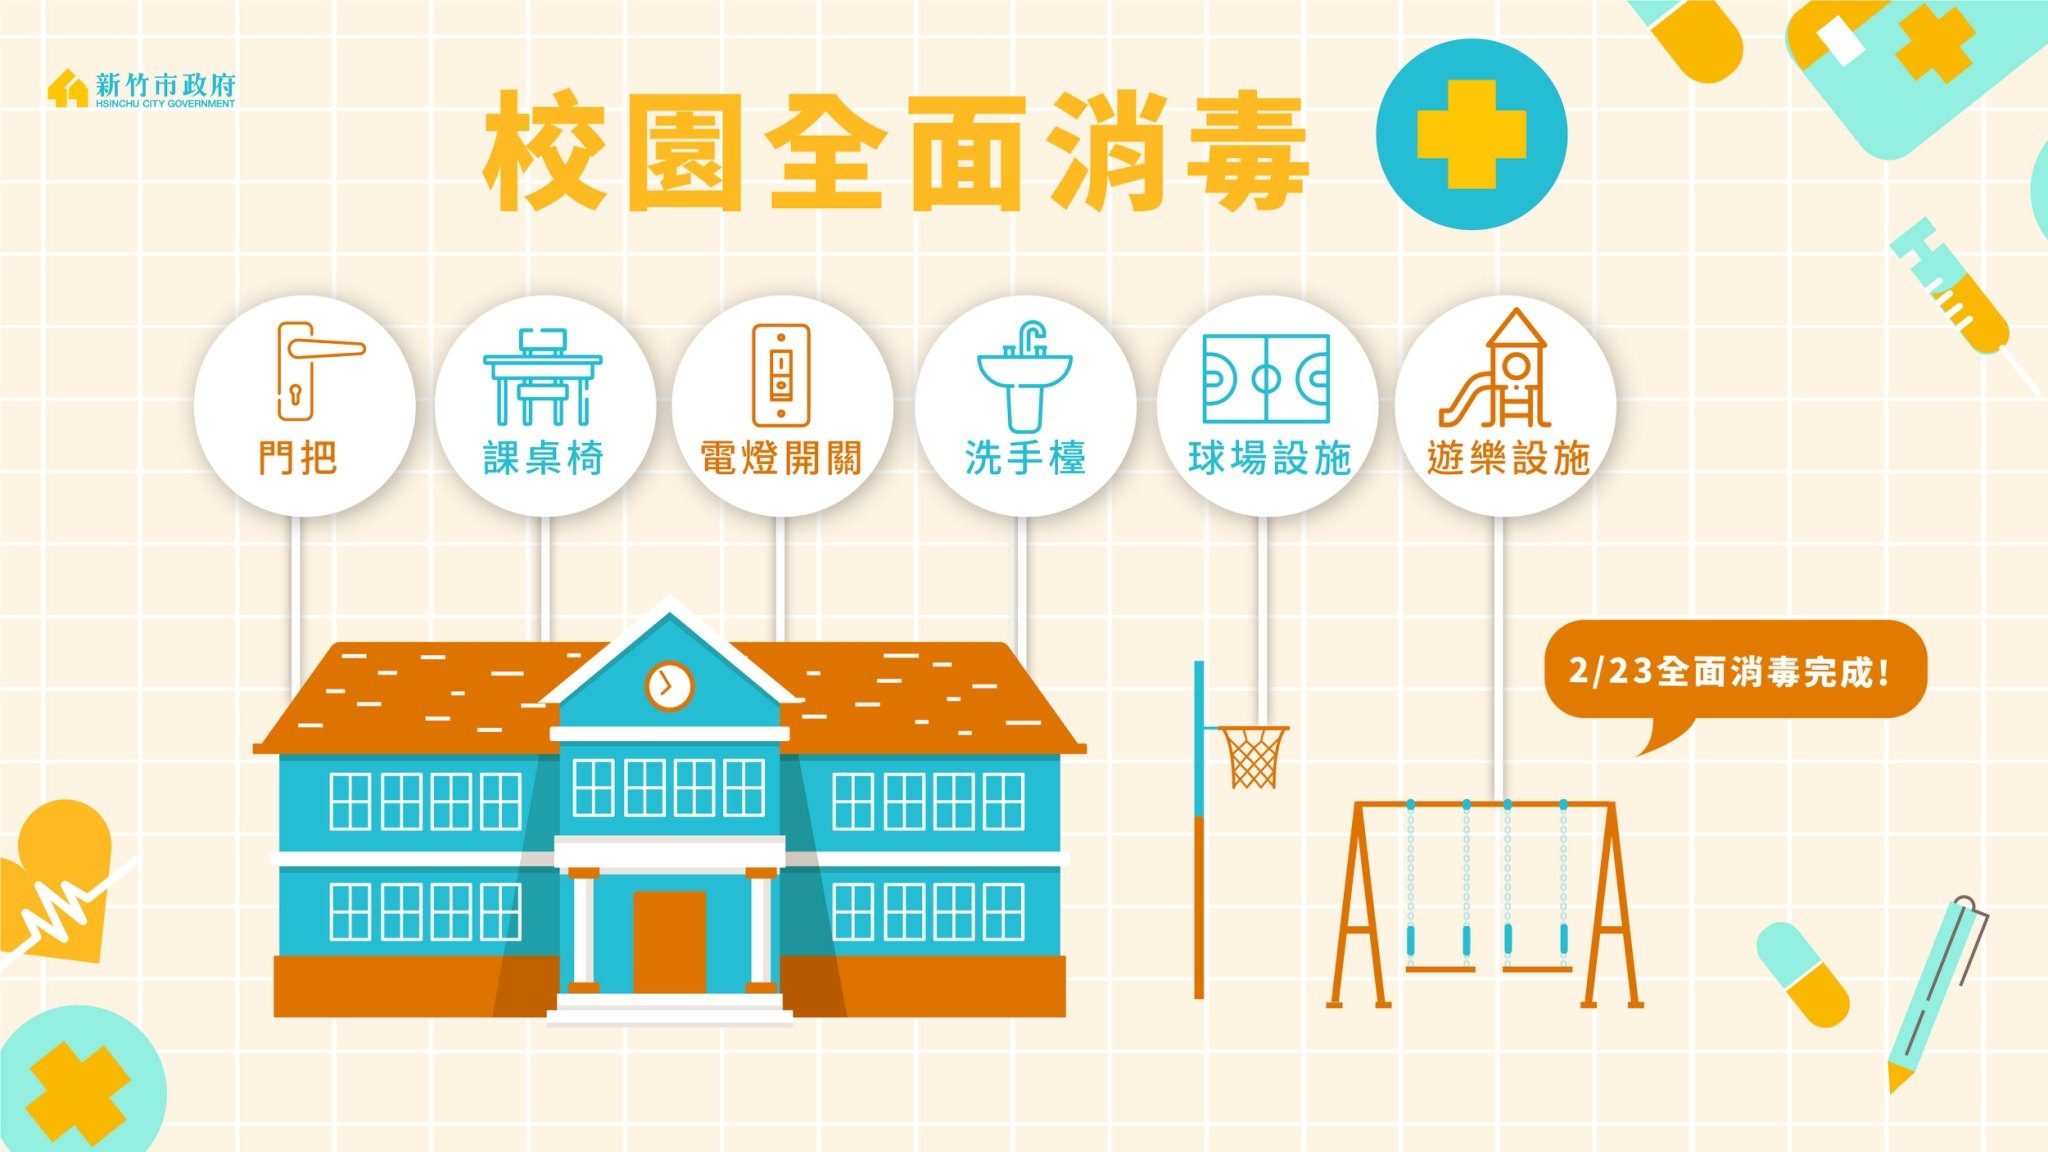 新竹市政府
HSINCHU CITY GOVERNMENT
校園全面消毒
門把
課桌椅
電燈開關
洗手檯
球場設施
遊樂設施
2/23全面消毒完成!